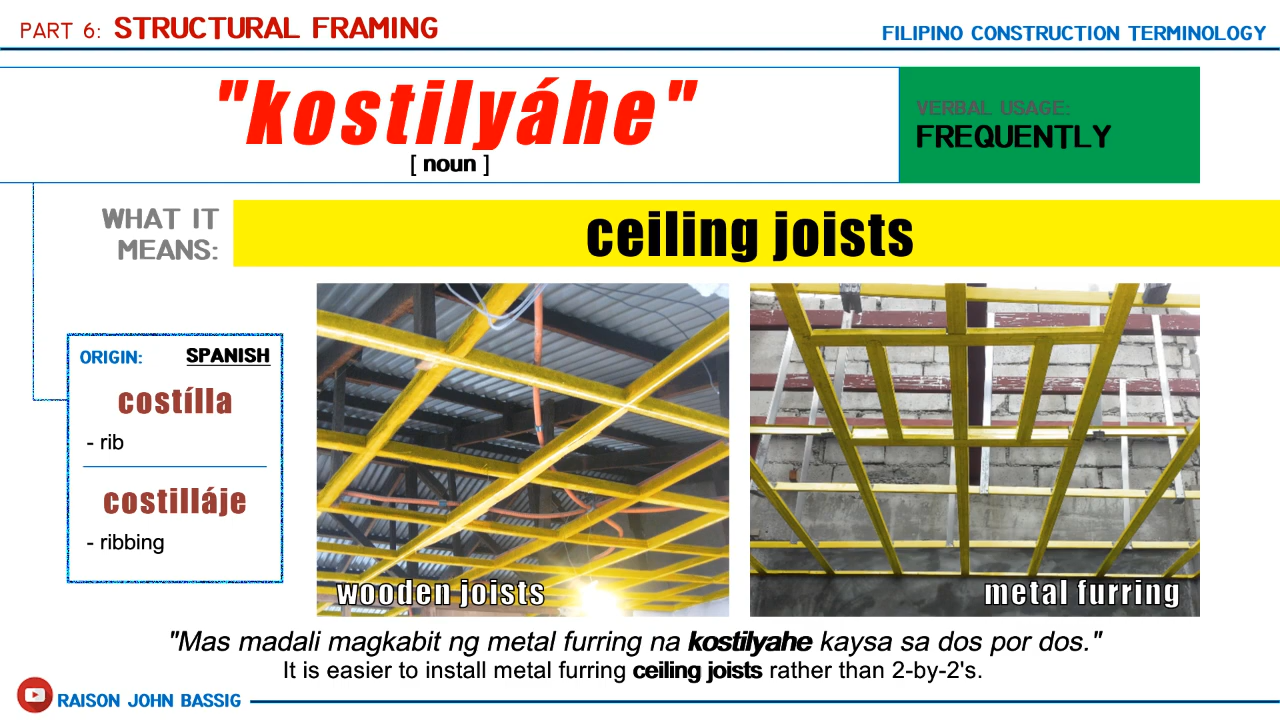 PART 6: STRUCTURAL FRAMING
FILIPINO CONSTRUCTION TERMINOLOGY
"kostilyáhe"
[ noun ]
VERBAL USAGE:
FREQUENTLY
WHAT IT
MEANS:
ceiling joists
ORIGIN: SPANISH
costílla
- rib
costilláje
- ribbing
wooden joists
metal furring
"Mas madali magkabit ng metal furring na kostilyahe kaysa sa dos por dos."
It is easier to install metal furring ceiling joists rather than 2-by-2's.
RAISON JOHN BASSIG